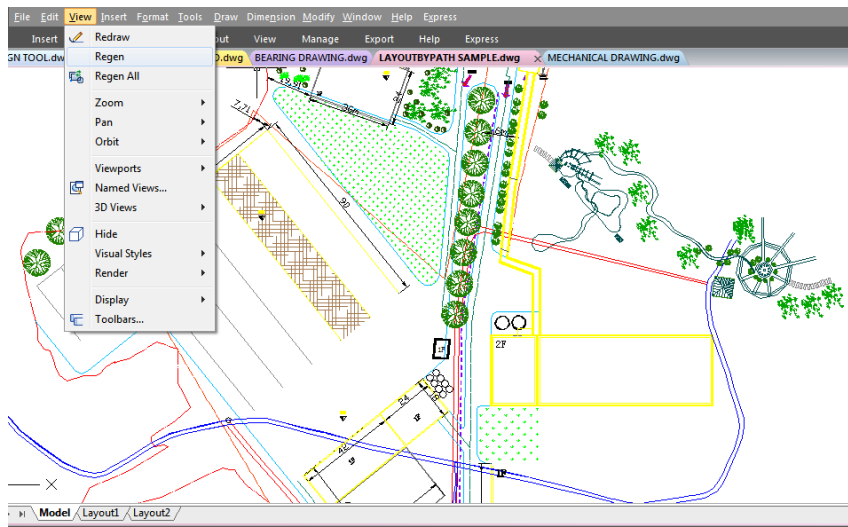 File Edit View Insert Format Tools Draw Dimension Modify Window Help Express
Insert out View Manage Export Help Express
GN TOOL.dw D.dwg BEARING DRAWING.dwg LAYOUTBYPATH SAMPLE.dwg × MECHANICAL DRAWING.dwg
Redraw
Regen
Regen All
Zoom
Pan
Orbit
Viewports
Named Views...
3D Views
Hide
Visual Styles
Render
Display
Toolbars...
7,71
90
2F
1F
24
42
1F
X
Model Layout1 Layout2